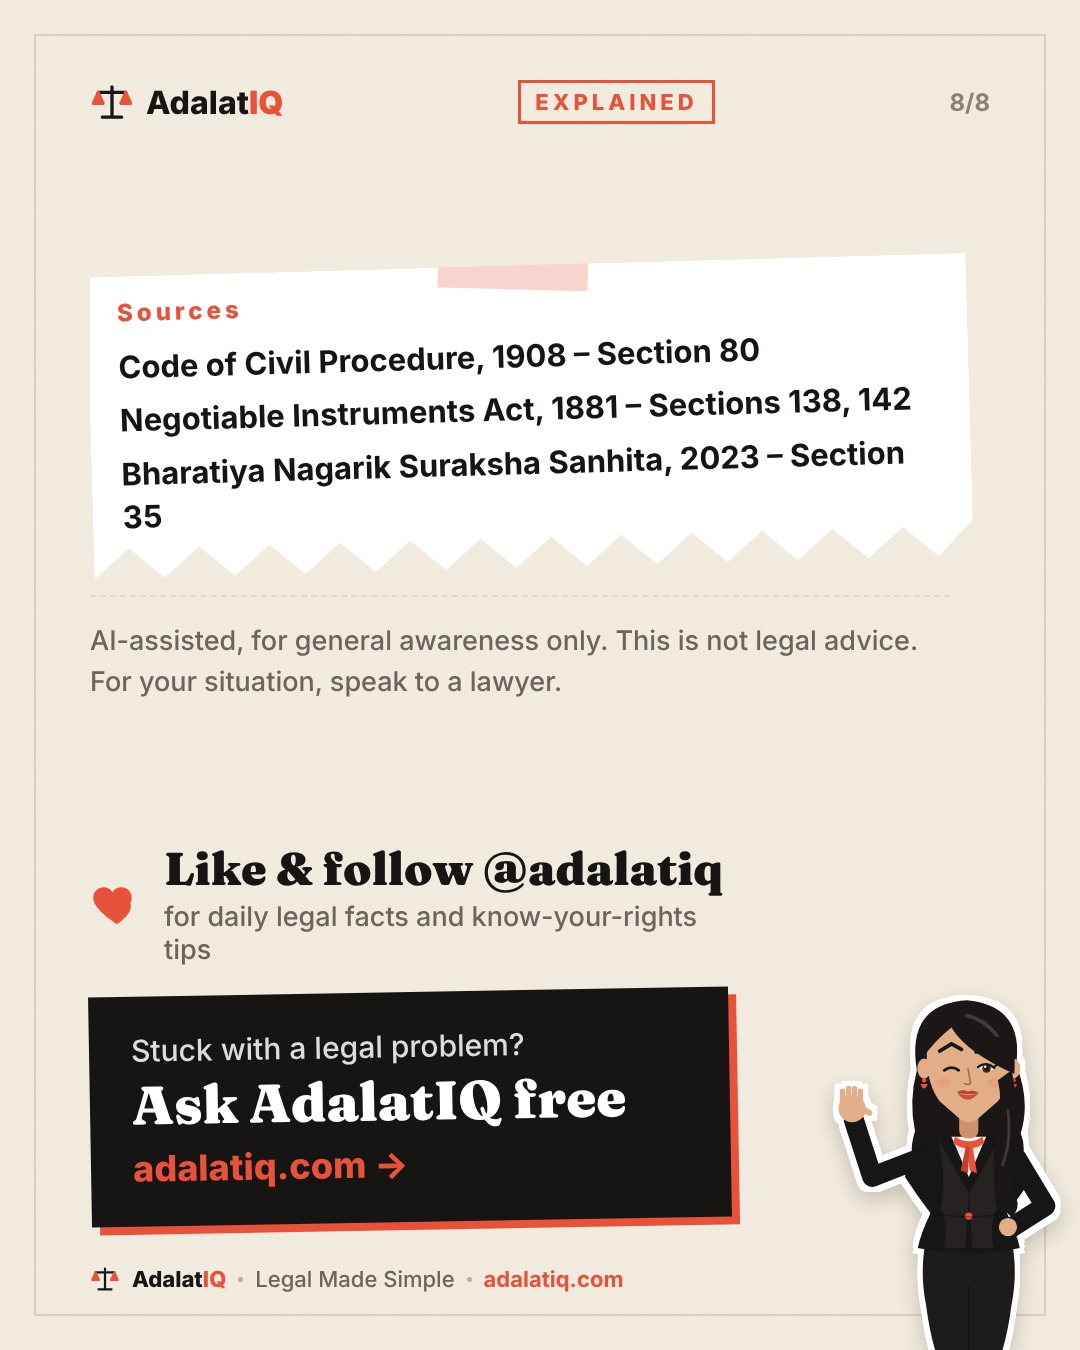 AdalatIQ
EXPLAINED
8/8
Sources
Code of Civil Procedure, 1908 – Section 80
Negotiable Instruments Act, 1881 – Sections 138, 142
Bharatiya Nagarik Suraksha Sanhita, 2023 – Section
35
AI-assisted, for general awareness only. This is not legal advice.
For your situation, speak to a lawyer.
Like & follow @adalatiq
for daily legal facts and know-your-rights
tips
Stuck with a legal problem?
Ask AdalatIQ free
adalatiq.com →
AdalatIQ • Legal Made Simple • adalatiq.com